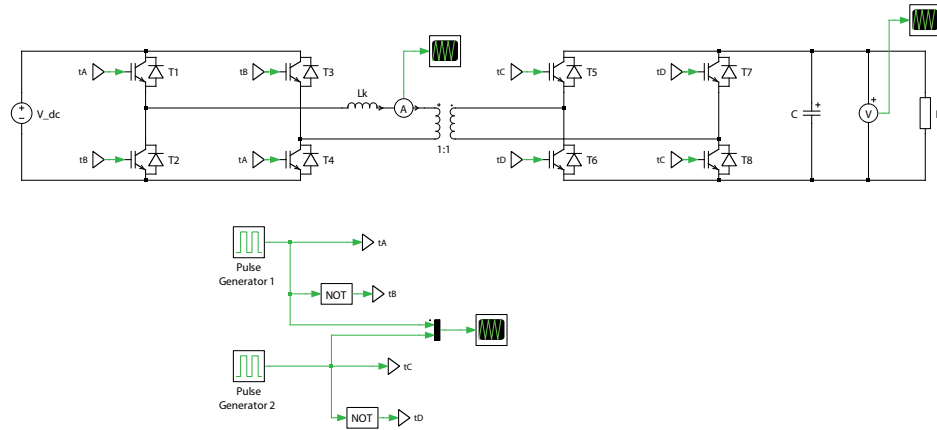 tA
T1
tB
T3
Lk
A
tC
T5
tD
T7
V_dc
C
V
1:1
tB
T2
tA
T4
tD
T6
tC
T8
Pulse
Generator 1
tA
NOT
tB
Pulse
Generator 2
tC
NOT
tD